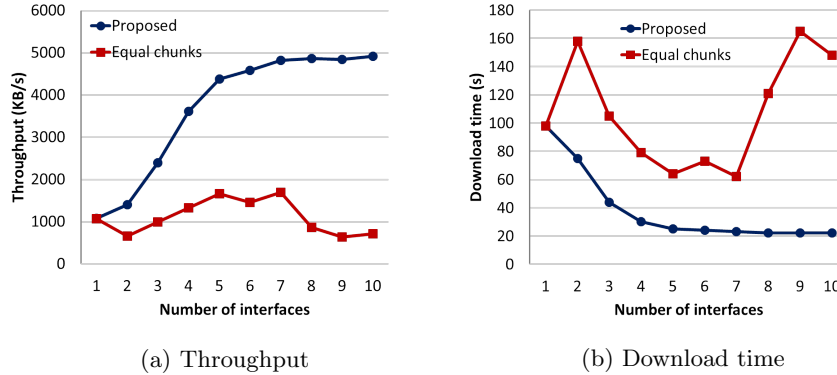 6000
5000
4000
3000
2000
1000
0
Throughput (KB/s)
Proposed
Equal chunks
1 2 3 4 5 6 7 8 9 10
Number of interfaces
(a) Throughput
180
160
140
120
100
80
60
40
20
0
Download time (s)
Proposed
Equal chunks
1 2 3 4 5 6 7 8 9 10
Number of interfaces
(b) Download time